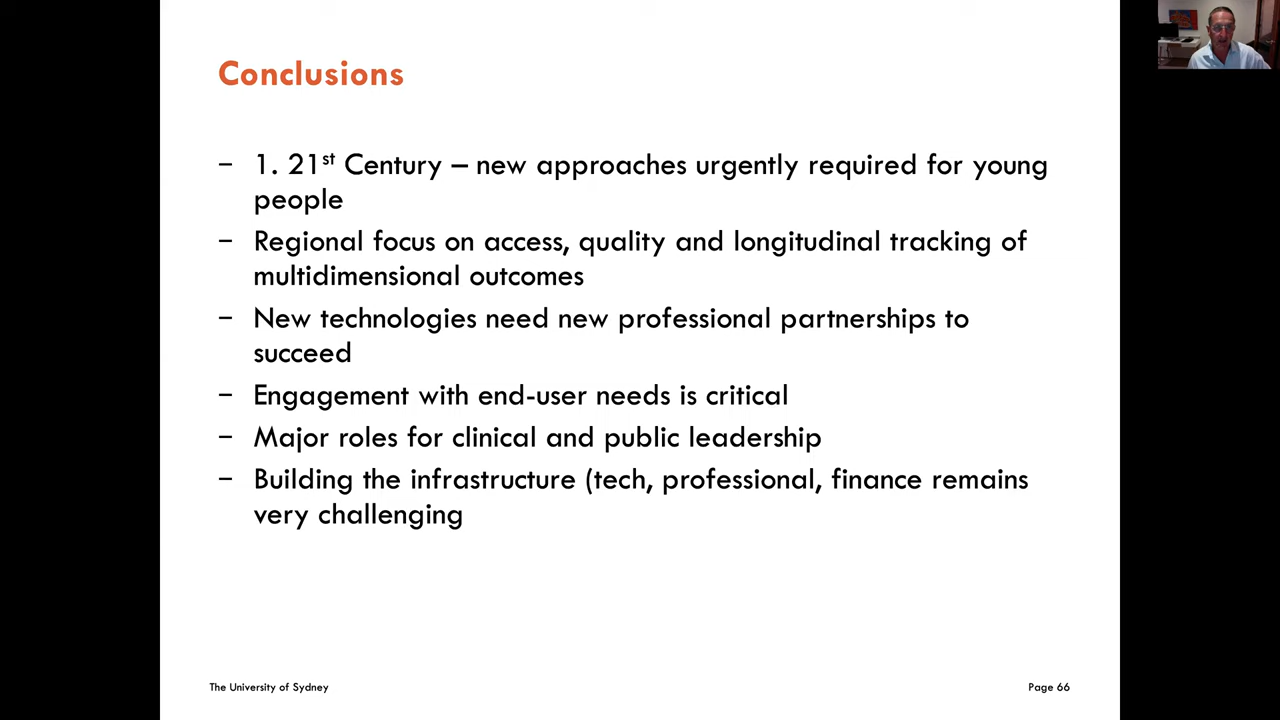 Conclusions
– 1. 21st Century – new approaches urgently required for young
people
– Regional focus on access, quality and longitudinal tracking of
multidimensional outcomes
– New technologies need new professional partnerships to
succeed
– Engagement with end-user needs is critical
– Major roles for clinical and public leadership
– Building the infrastructure (tech, professional, finance remains
very challenging
The University of Sydney
Page 66